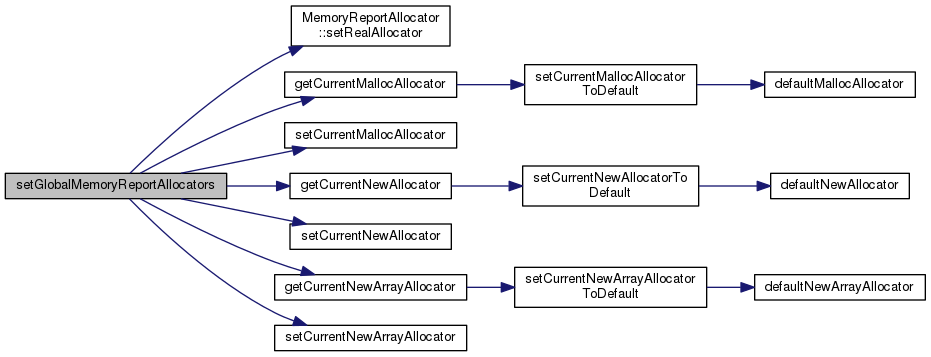 MemoryReportAllocator
::setRealAllocator
getCurrentMallocAllocator
setCurrentMallocAllocator
ToDefault
defaultMallocAllocator
setCurrentMallocAllocator
setGlobalMemoryReportAllocators
getCurrentNewAllocator
setCurrentNewAllocatorTo
Default
defaultNewAllocator
setCurrentNewAllocator
getCurrentNewArrayAllocator
setCurrentNewArrayAllocator
ToDefault
defaultNewArrayAllocator
setCurrentNewArrayAllocator